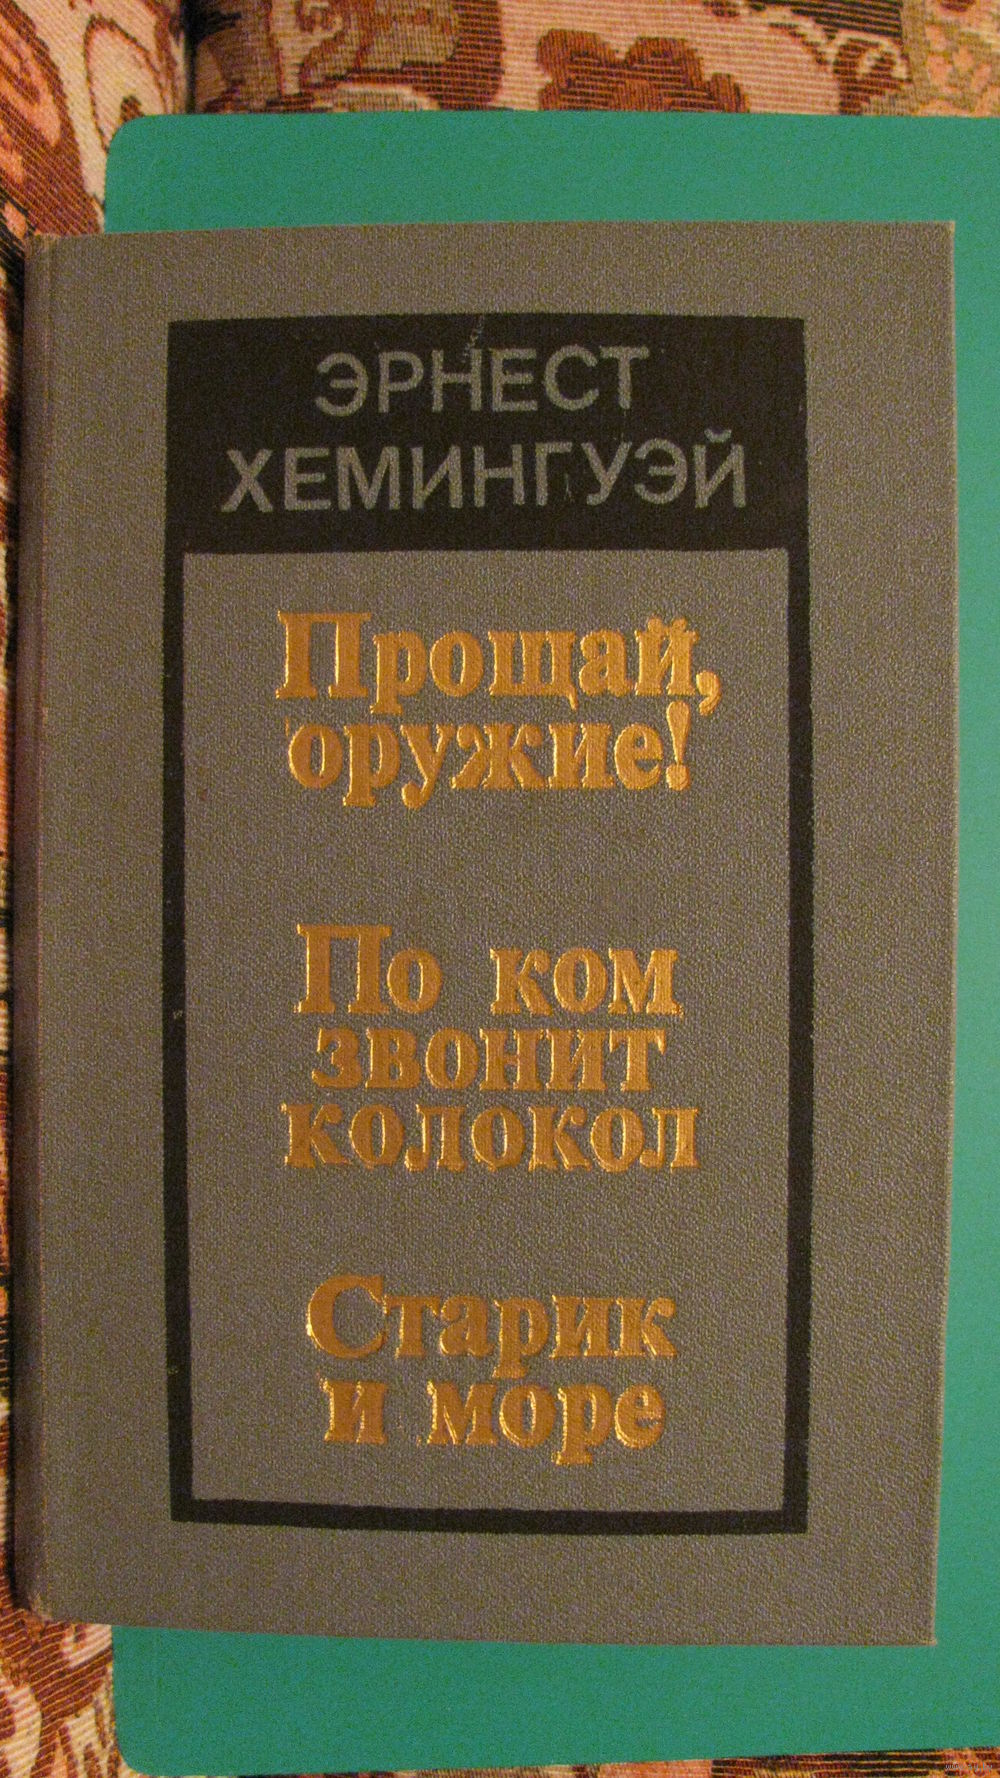 ЭРНЕСТ
ХЕМИНГУЭЙ
Прощай,
оружие!
По ком
звонит
колокол
Старик
и море